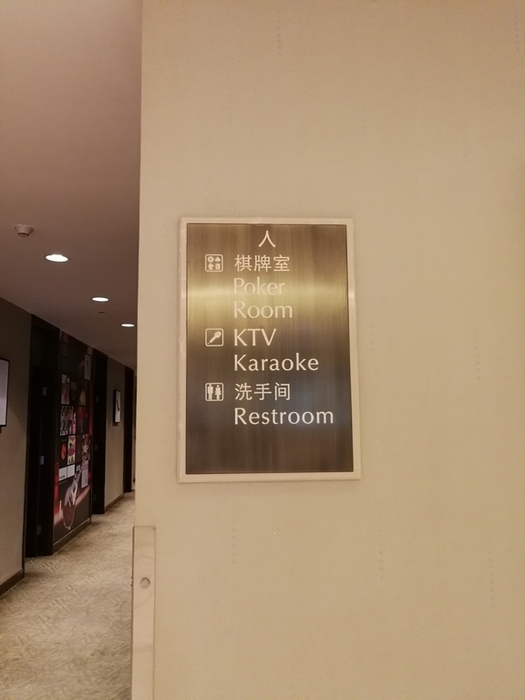 棋牌室
Poker
Room
KTV
Karaoke
洗手间
Restroom